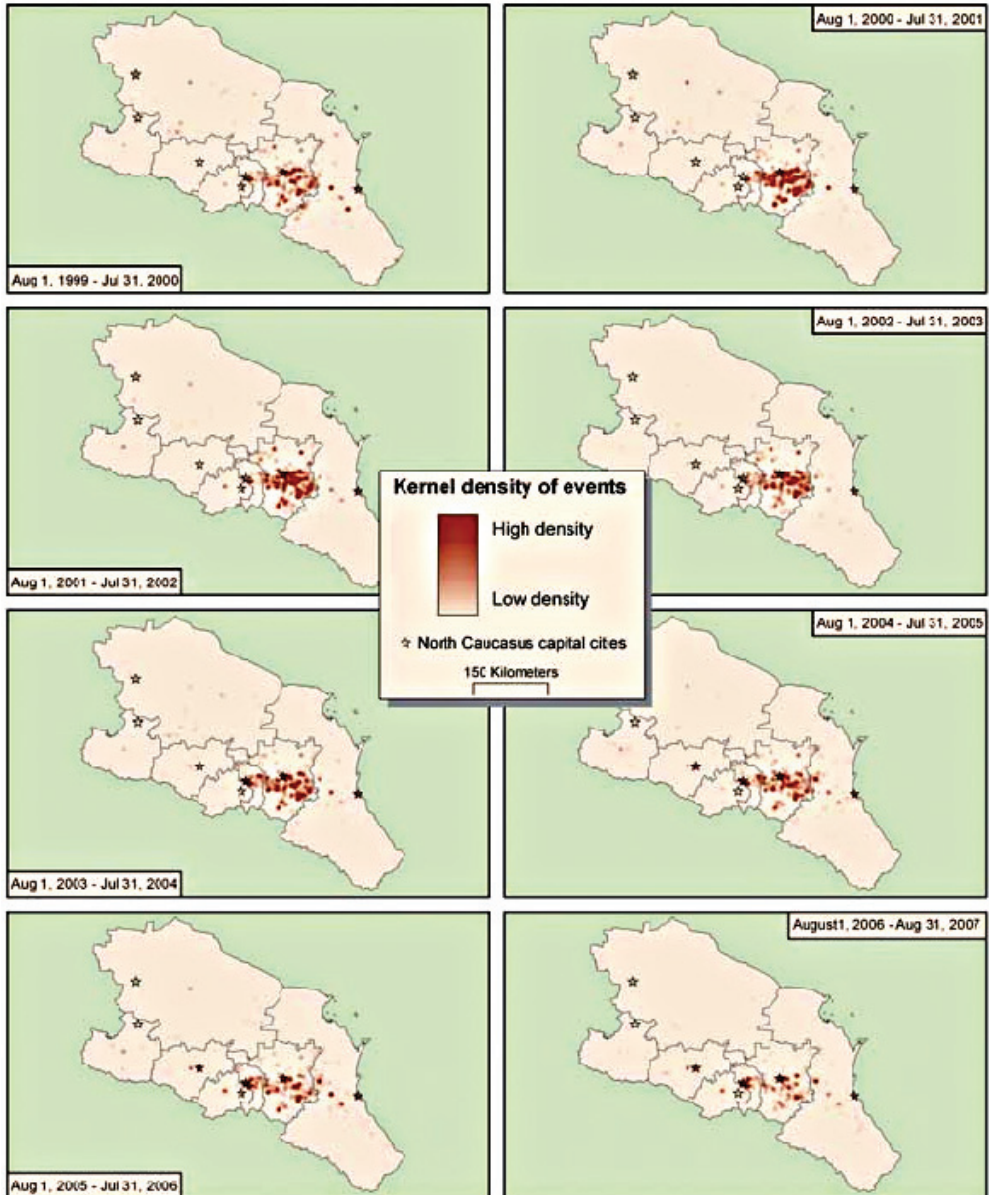 Aug 1, 2000 - Jul 31, 2001
Aug 1, 1999 - Jul 31, 2000
Aug 1, 2002 - Jul 31, 2003
Aug 1, 2001 - Jul 31, 2002
Kernel density of events
High density
Low density
North Caucasus capital cites
150 Kilometers
Aug 1, 2004 - Jul 31, 2005
Aug 1, 2003 - Jul 31, 2004
August1, 2006 - Aug 31, 2007
Aug 1, 2005 - Jul 31, 2006